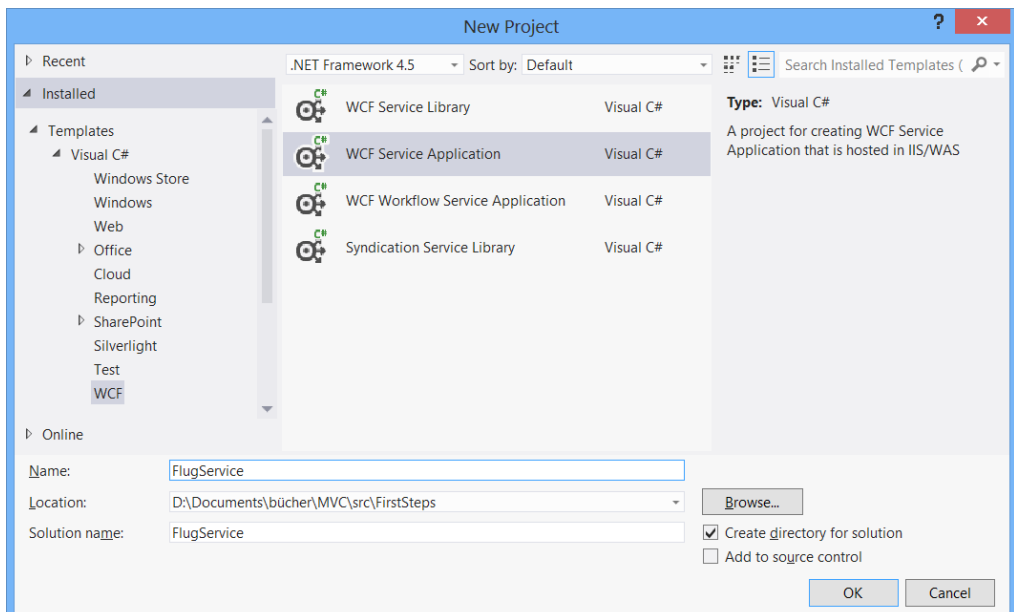 New Project
?
Recent
.NET Framework 4.5
Sort by: Default
Search Installed Templates (
Installed
Templates
Visual C#
Windows Store
Windows
Web
Office
Cloud
Reporting
SharePoint
Silverlight
Test
WCF
Online
C#
WCF Service Library Visual C#
C#
WCF Service Application Visual C#
C#
WCF Workflow Service Application Visual C#
C#
Syndication Service Library Visual C#
Type: Visual C#
A project for creating WCF Service
Application that is hosted in IIS/WAS
Name: FlugService
Location: D:\Documents\bücher\MVC\src\FirstSteps
Browse...
Solution name: FlugService
Create directory for solution
Add to source control
OK
Cancel